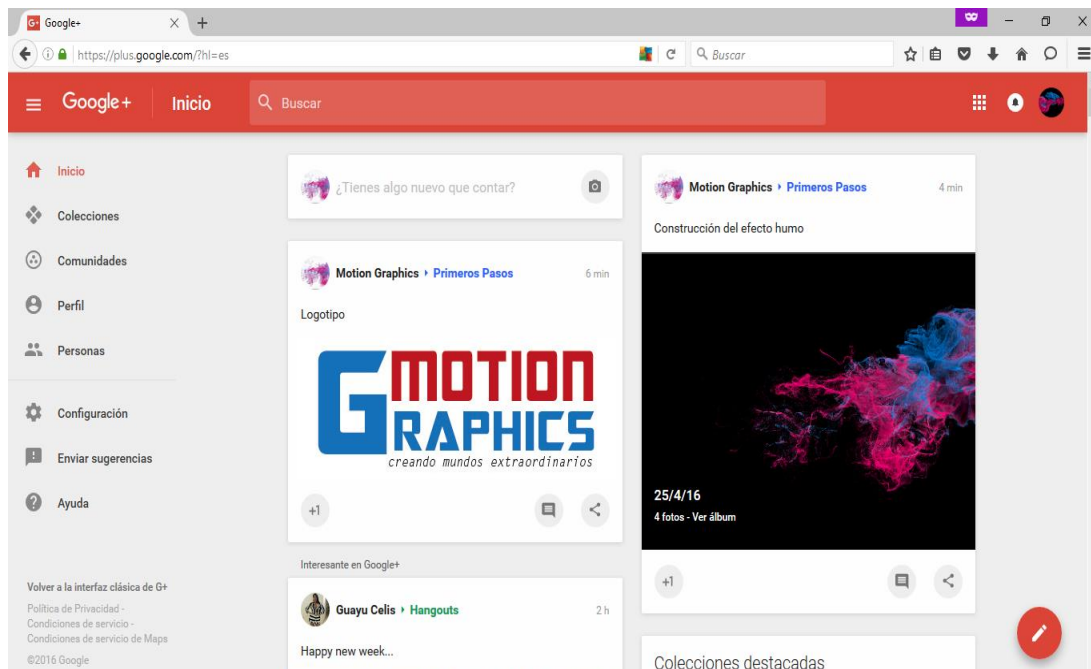 G+ Google+
https://plus.google.com/?hl=es
Buscar
Google+ Inicio Buscar
Inicio
Colecciones
Comunidades
Perfil
Personas
Configuración
Enviar sugerencias
Ayuda
Volver a la interfaz clásica de G+
Política de Privacidad -
Condiciones de servicio -
Condiciones de servicio de Maps
©2016 Google
¿Tienes algo nuevo que contar?
Motion Graphics Primeros Pasos 6 min
Logotipo
G MOTION
GRAPHICS
creando mundos extraordinarios
+1
Interesante en Google+
Guayu Celis Hangouts 2 h
Happy new week...
Motion Graphics Primeros Pasos 4 min
Construcción del efecto humo
25/4/16
4 fotos - Ver álbum
+1
Colecciones destacadas